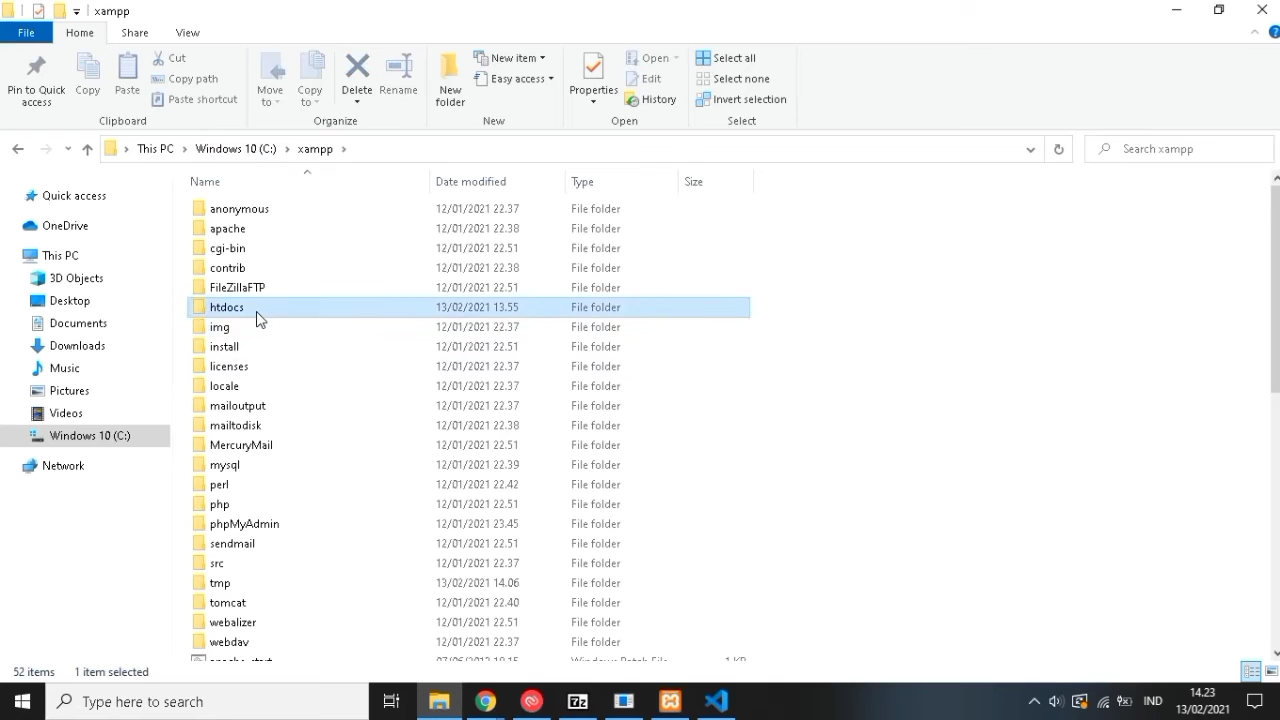 xampp
File Home Share View
Pin to Quick access
Copy
Paste
Cut
Copy path
Paste shortcut
Clipboard
Move to
Copy to
Delete
Rename
Organize
New folder
New item
Easy access
New
Properties
Open
Edit
History
Open
Select all
Select none
Invert selection
Select
This PC > Windows 10 (C:) > xampp >
Search xampp
Quick access
OneDrive
This PC
3D Objects
Desktop
Documents
Downloads
Music
Pictures
Videos
Windows 10 (C:)
Network
Name Date modified Type Size
anonymous 12/01/2021 22.37 File folder
apache 12/01/2021 22.38 File folder
cgi-bin 12/01/2021 22.51 File folder
contrib 12/01/2021 22.38 File folder
FileZillaFTP 12/01/2021 22.51 File folder
htdocs 13/02/2021 13.55 File folder
img 12/01/2021 22.37 File folder
install 12/01/2021 22.51 File folder
licenses 12/01/2021 22.37 File folder
locale 12/01/2021 22.37 File folder
mailoutput 12/01/2021 22.37 File folder
mailtodisk 12/01/2021 22.38 File folder
MercuryMail 12/01/2021 22.51 File folder
mysql 12/01/2021 22.39 File folder
perl 12/01/2021 22.42 File folder
php 12/01/2021 22.51 File folder
phpMyAdmin 12/01/2021 23.45 File folder
sendmail 12/01/2021 22.51 File folder
src 12/01/2021 22.37 File folder
tmp 13/02/2021 14.06 File folder
tomcat 12/01/2021 22.40 File folder
webalizer 12/01/2021 22.51 File folder
webdav 12/01/2021 22.37 File folder
52 items 1 item selected
Type here to search
7z
IND
14.23
13/02/2021